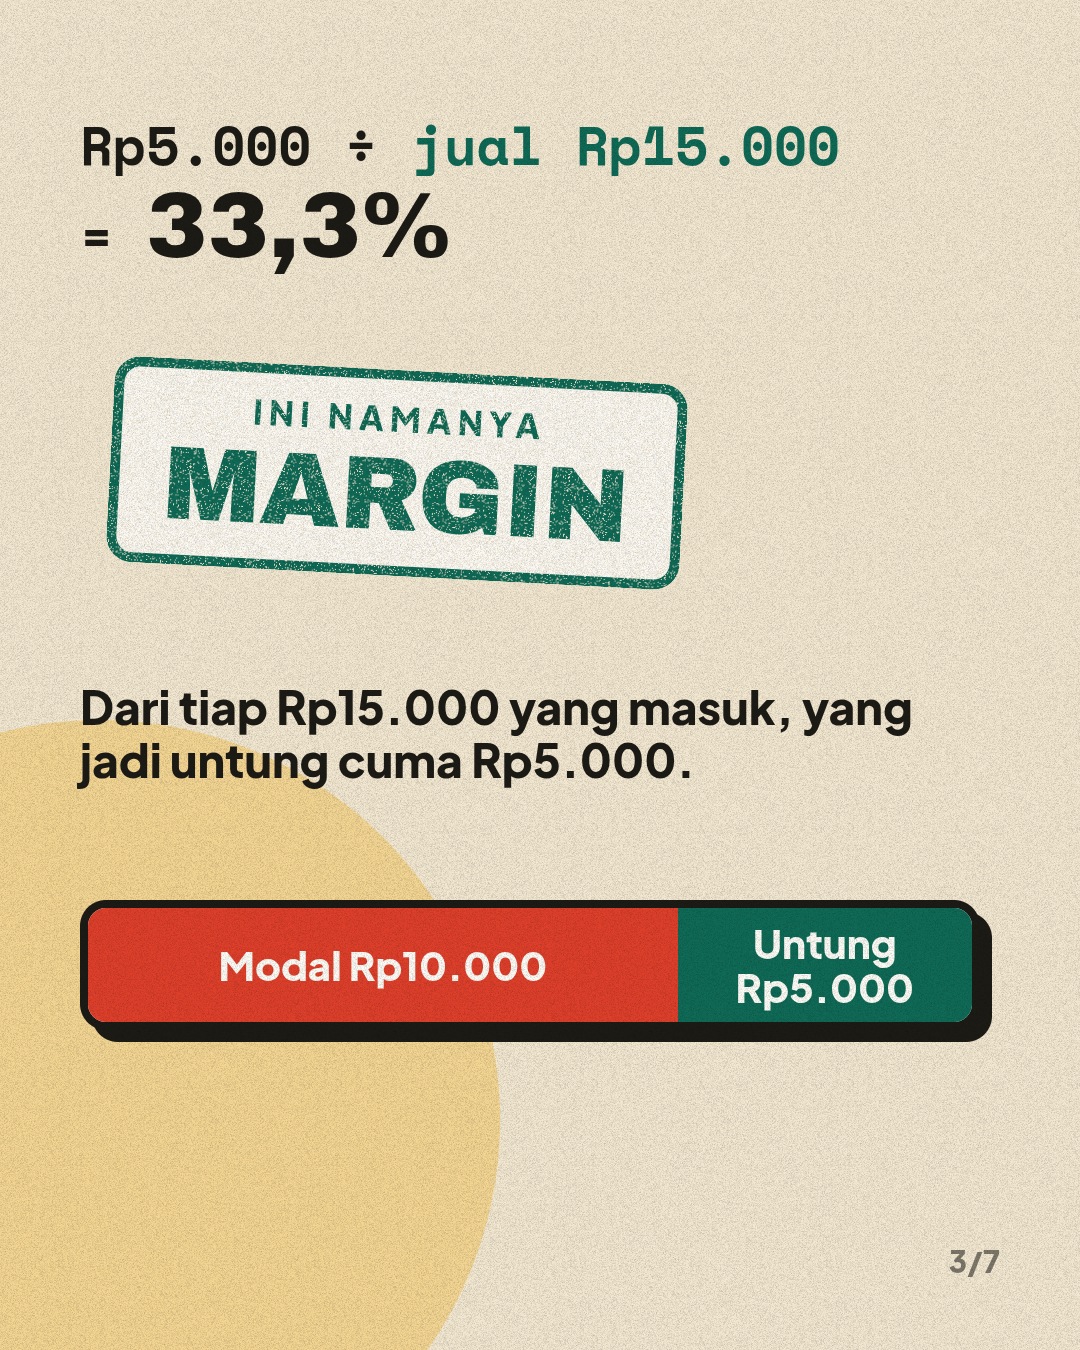 Rp5.000 ÷ jual Rp15.000
= 33,3%
INI NAMANYA
MARGIN
Dari tiap Rp15.000 yang masuk, yang
jadi untung cuma Rp5.000.
Modal Rp10.000
Untung
Rp5.000
3/7